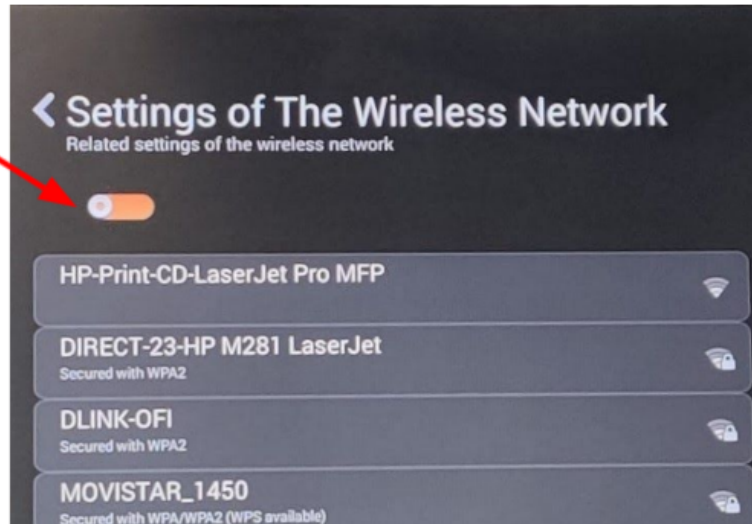 Settings of The Wireless Network
Related settings of the wireless network
HP-Print-CD-LaserJet Pro MFP
DIRECT-23-HP M281 LaserJet
Secured with WPA2
DLINK-OFI
Secured with WPA2
MOVISTAR_1450
Secured with WPA/WPA2 (WPS available)